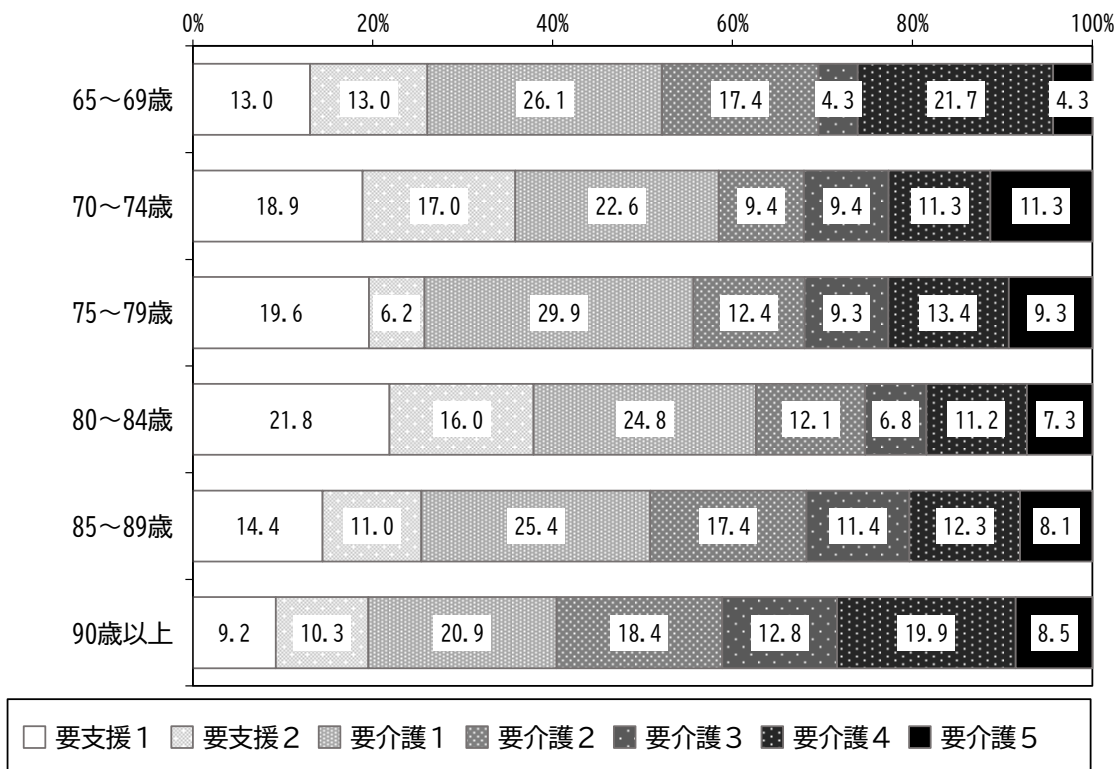 0% 20% 40% 60% 80% 100%
65～69歳 13.0 13.0 26.1 17.4 4.3 21.7 4.3
70～74歳 18.9 17.0 22.6 9.4 9.4 11.3 11.3
75～79歳 19.6 6.2 29.9 12.4 9.3 13.4 9.3
80～84歳 21.8 16.0 24.8 12.1 6.8 11.2 7.3
85～89歳 14.4 11.0 25.4 17.4 11.4 12.3 8.1
90歳以上 9.2 10.3 20.9 18.4 12.8 19.9 8.5
要支援１ 要支援２ 要介護１ 要介護２ 要介護３ 要介護４ 要介護５